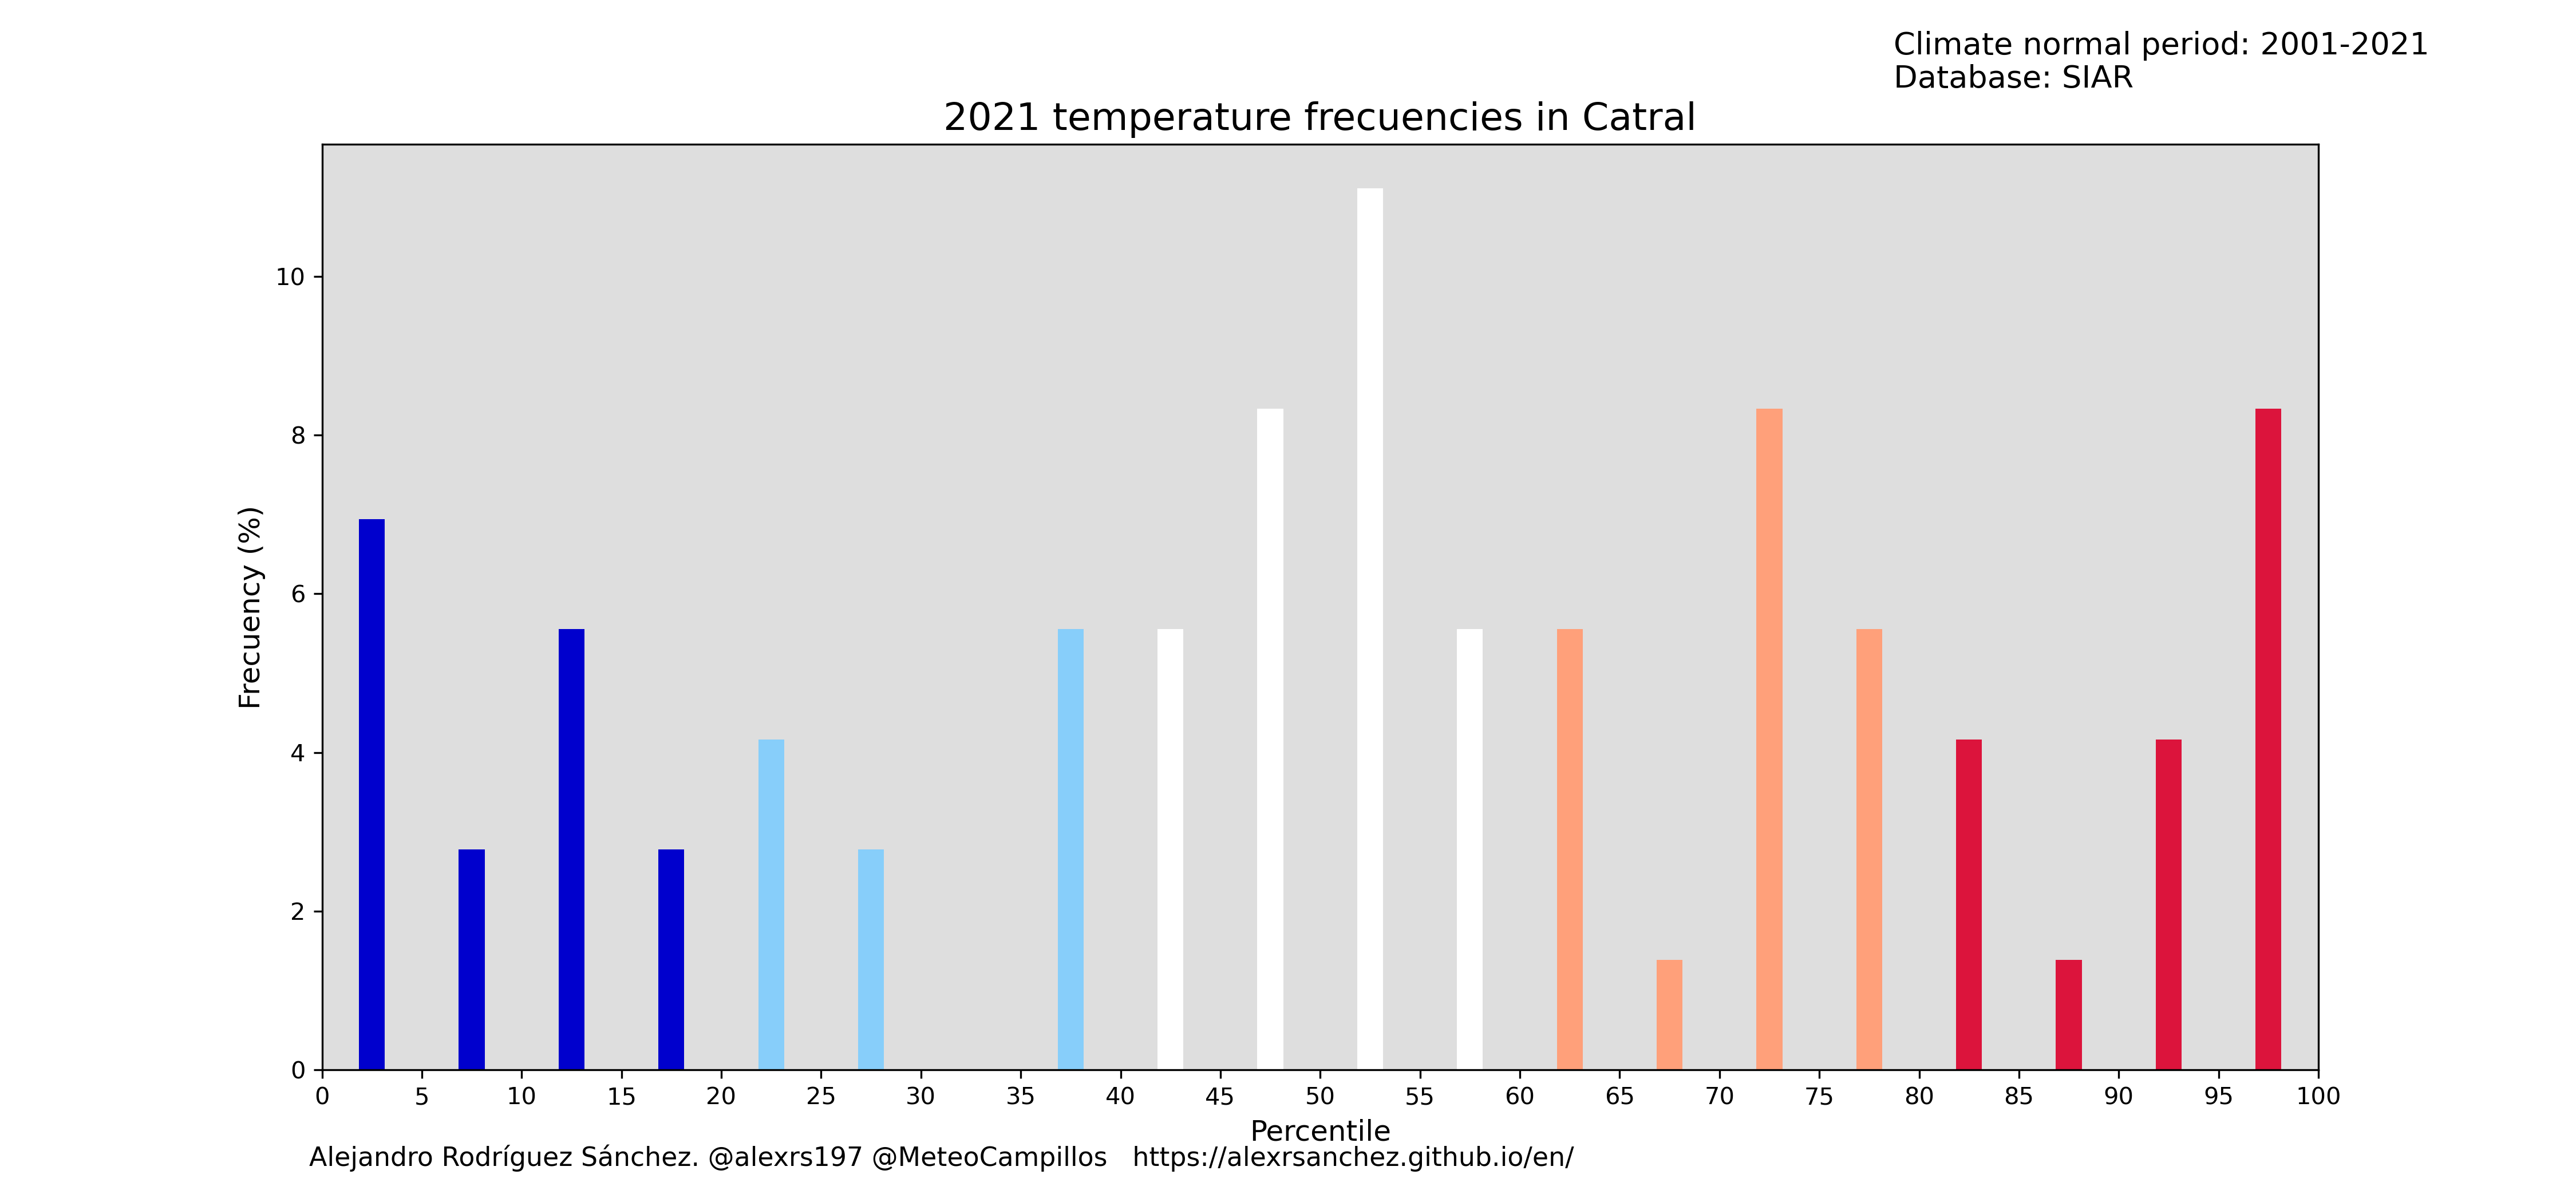 Climate normal period: 2001-2021
Database: SIAR
2021 temperature frecuencies in Catral
Frecuency (%)
10
8
6
4
2
0
0 5 10 15 20 25 30 35 40 45 50 55 60 65 70 75 80 85 90 95 100
Percentile
Alejandro Rodríguez Sánchez. @alexrs197 @MeteoCampillos https://alexrsanchez.github.io/en/